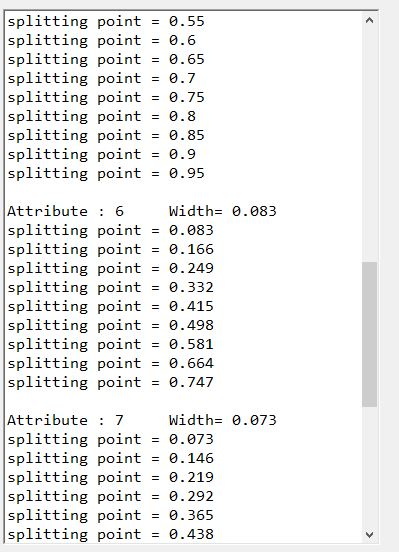 splitting point = 0.55
splitting point = 0.6
splitting point = 0.65
splitting point = 0.7
splitting point = 0.75
splitting point = 0.8
splitting point = 0.85
splitting point = 0.9
splitting point = 0.95
Attribute : 6     Width= 0.083
splitting point = 0.083
splitting point = 0.166
splitting point = 0.249
splitting point = 0.332
splitting point = 0.415
splitting point = 0.498
splitting point = 0.581
splitting point = 0.664
splitting point = 0.747
Attribute : 7     Width= 0.073
splitting point = 0.073
splitting point = 0.146
splitting point = 0.219
splitting point = 0.292
splitting point = 0.365
splitting point = 0.438